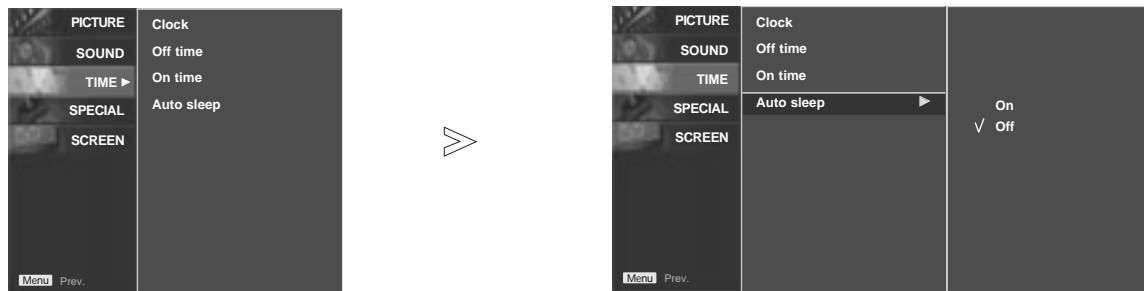 PICTURE
SOUND
TIME ▶
SPECIAL
SCREEN
Clock
Off time
On time
Auto sleep
Menu Prev.
>
PICTURE
SOUND
TIME
SPECIAL
SCREEN
Clock
Off time
On time
Auto sleep ▶
On
√ Off
Menu Prev.